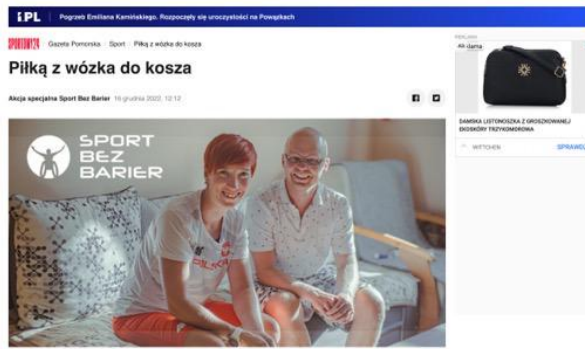 i.PL Pogrzeb Emiliana Kamińskiego. Rozpoczęły się uroczystości na Powązkach
SPORTOWY24 Gazeta Pomorska Sport Piłką z wózka do kosza
Piłką z wózka do kosza
Akcja specjalna Sport Bez Barier 16 grudnia 2022, 12:12
SPORT
BEZ
BARIER
REKLAMA
DAMSKA LISTONOSZKA Z GROSZKOWANEJ
EKOSKÓRY TRZYKOMOROWA
WITTCHEN SPRAWDŹ